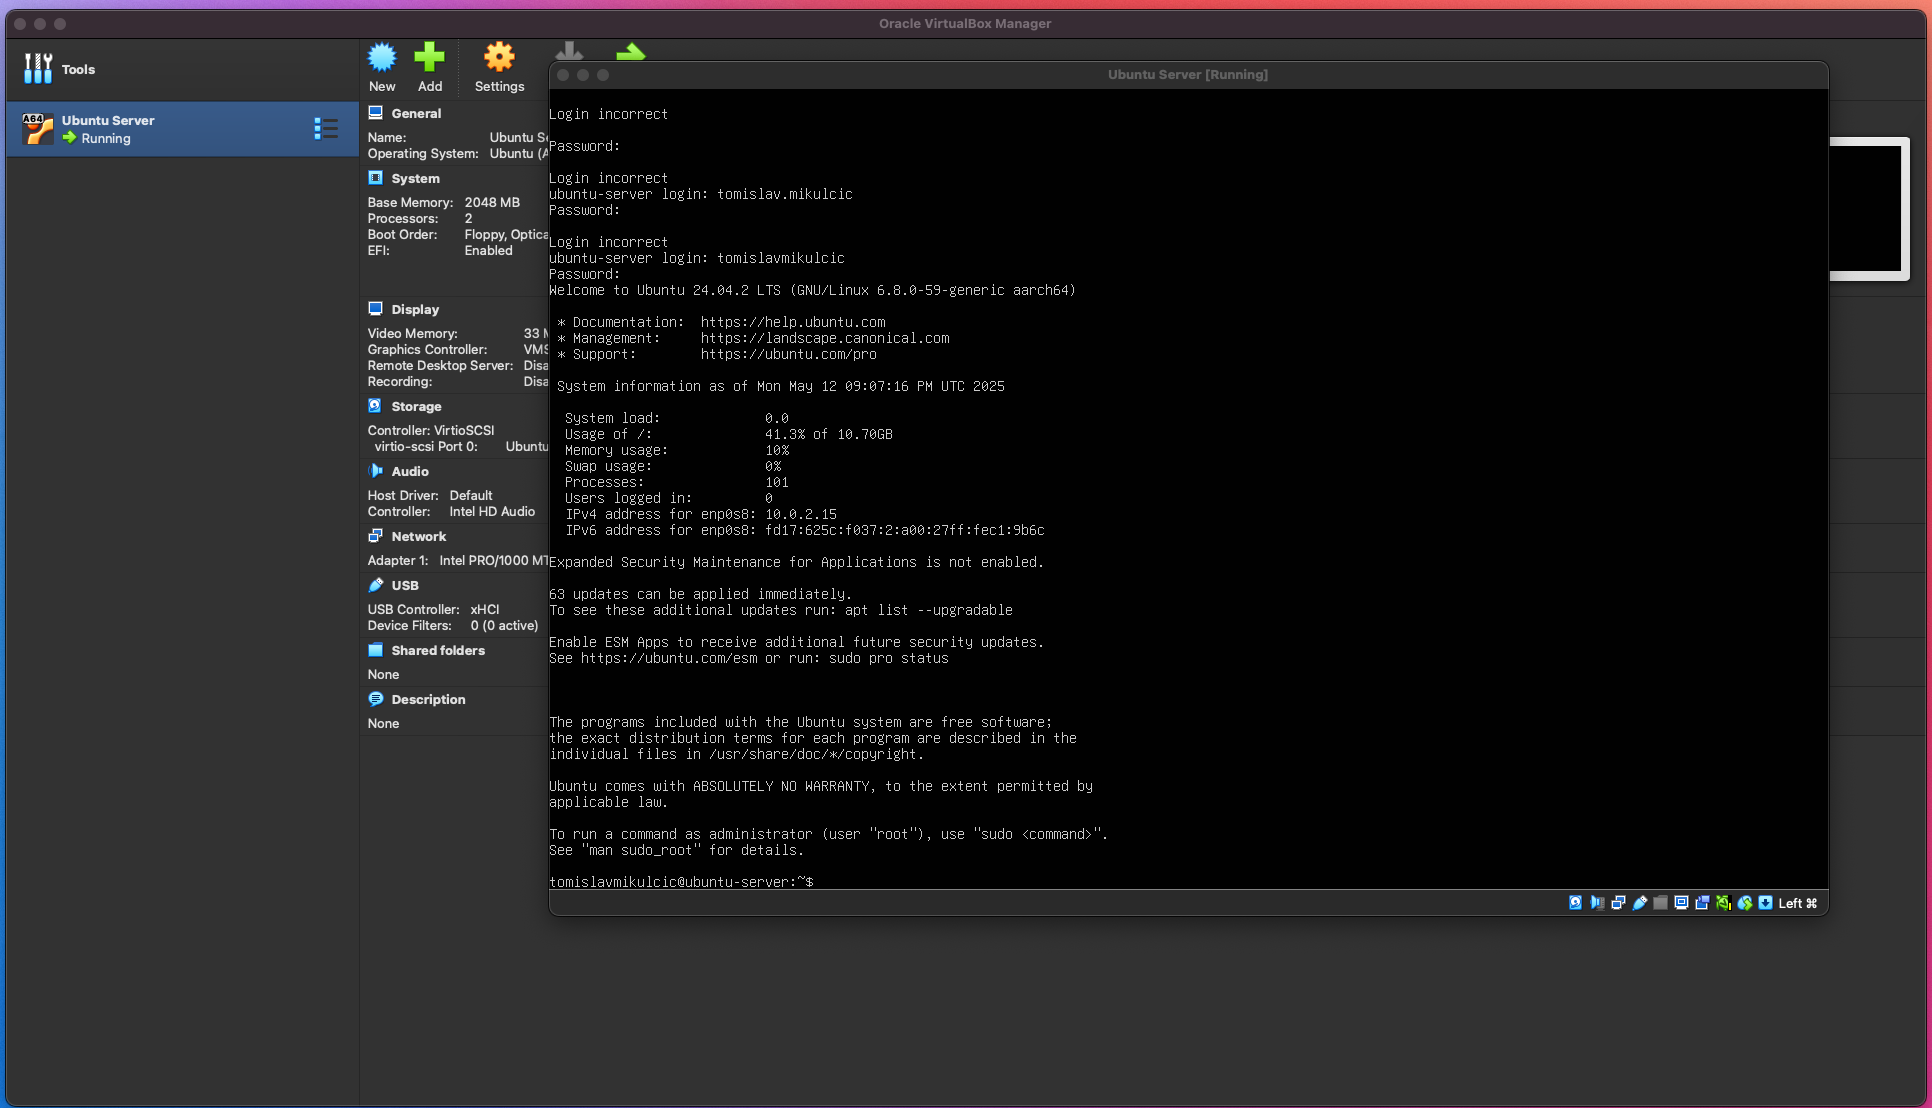 Oracle VirtualBox Manager
Tools
Ubuntu Server
Running
A64
New
Add
Settings
General
Name: Ubuntu Se
Operating System: Ubuntu (A
System
Base Memory: 2048 MB
Processors: 2
Boot Order: Floppy, Optica
EFI: Enabled
Display
Video Memory: 33 M
Graphics Controller: VMS
Remote Desktop Server: Disa
Recording: Disa
Storage
Controller: VirtioSCSI
virtio-scsi Port 0: Ubuntu
Audio
Host Driver: Default
Controller: Intel HD Audio
Network
Adapter 1: Intel PRO/1000 MT
USB
USB Controller: xHCI
Device Filters: 0 (0 active)
Shared folders
None
Description
None
Ubuntu Server [Running]
Login incorrect
Password:
Login incorrect
ubuntu-server login: tomislav.mikulcic
Password:
Login incorrect
ubuntu-server login: tomislavmikulcic
Password:
Welcome to Ubuntu 24.04.2 LTS (GNU/Linux 6.8.0-59-generic aarch64)
* Documentation: https://help.ubuntu.com
* Management: https://landscape.canonical.com
* Support: https://ubuntu.com/pro
System information as of Mon May 12 09:07:16 PM UTC 2025
System load: 0.0
Usage of /: 41.3% of 10.70GB
Memory usage: 10%
Swap usage: 0%
Processes: 101
Users logged in: 0
IPv4 address for enp0s8: 10.0.2.15
IPv6 address for enp0s8: fd17:625c:f037:2:a00:27ff:fec1:9b6c
Expanded Security Maintenance for Applications is not enabled.
63 updates can be applied immediately.
To see these additional updates run: apt list --upgradable
Enable ESM Apps to receive additional future security updates.
See https://ubuntu.com/esm or run: sudo pro status
The programs included with the Ubuntu system are free software;
the exact distribution terms for each program are described in the
individual files in /usr/share/doc/*/copyright.
Ubuntu comes with ABSOLUTELY NO WARRANTY, to the extent permitted by
applicable law.
To run a command as administrator (user "root"), use "sudo <command>".
See "man sudo_root" for details.
tomislavmikulcic@ubuntu-server:~$
Left ⌘